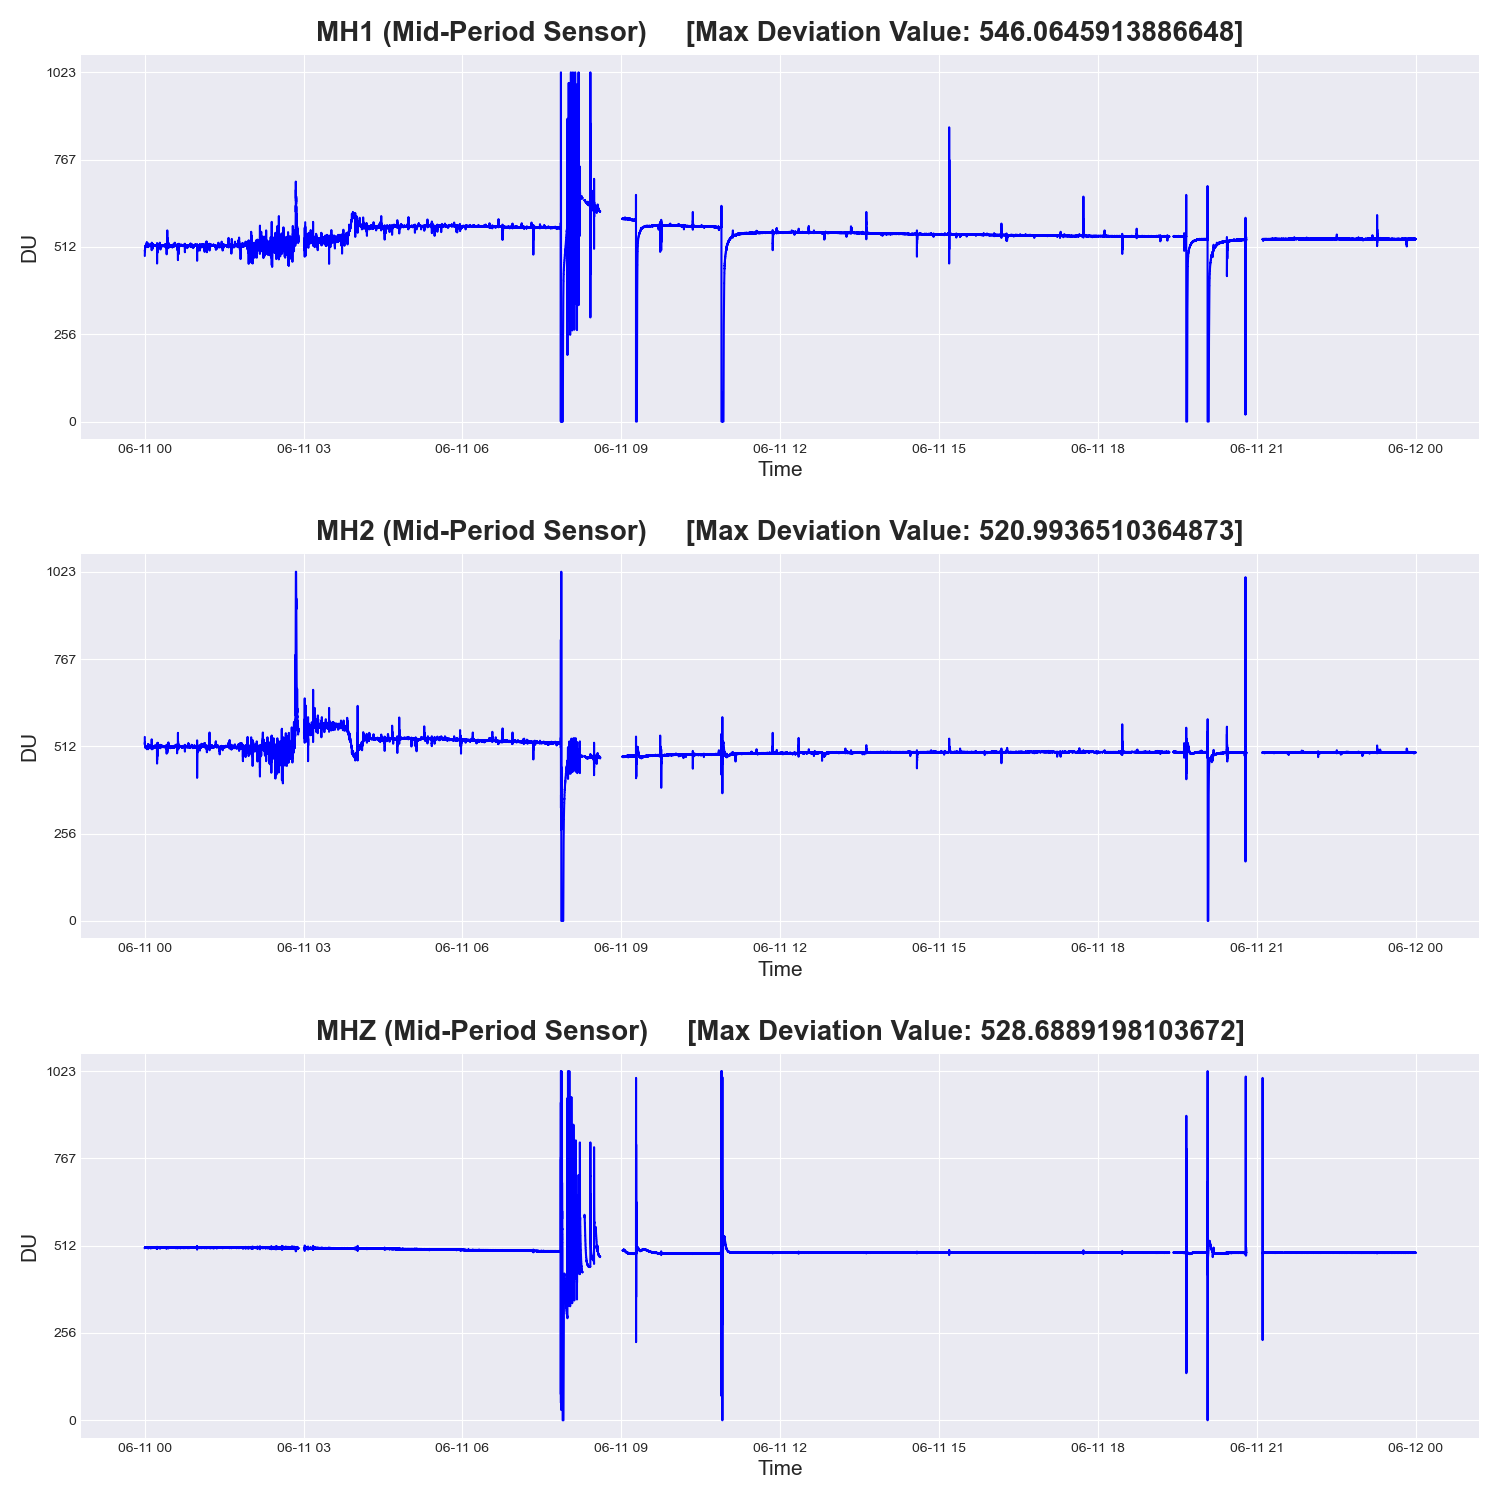 MH1 (Mid-Period Sensor) [Max Deviation Value: 546.0645913886648]
1023
767
512
256
0
DU
06-11 00 06-11 03 06-11 06 06-11 09 06-11 12 06-11 15 06-11 18 06-11 21 06-12 00
Time
MH2 (Mid-Period Sensor) [Max Deviation Value: 520.9936510364873]
1023
767
512
256
0
DU
06-11 00 06-11 03 06-11 06 06-11 09 06-11 12 06-11 15 06-11 18 06-11 21 06-12 00
Time
MHZ (Mid-Period Sensor) [Max Deviation Value: 528.6889198103672]
1023
767
512
256
0
DU
06-11 00 06-11 03 06-11 06 06-11 09 06-11 12 06-11 15 06-11 18 06-11 21 06-12 00
Time